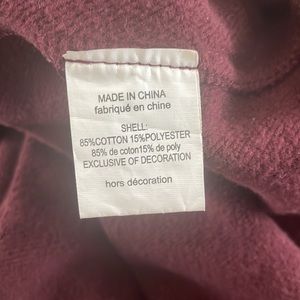 MADE IN CHINA
fabriqué en chine
SHELL:
85%COTTON 15%POLYESTER
85% de coton15% de poly
EXCLUSIVE OF DECORATION
hors décoration